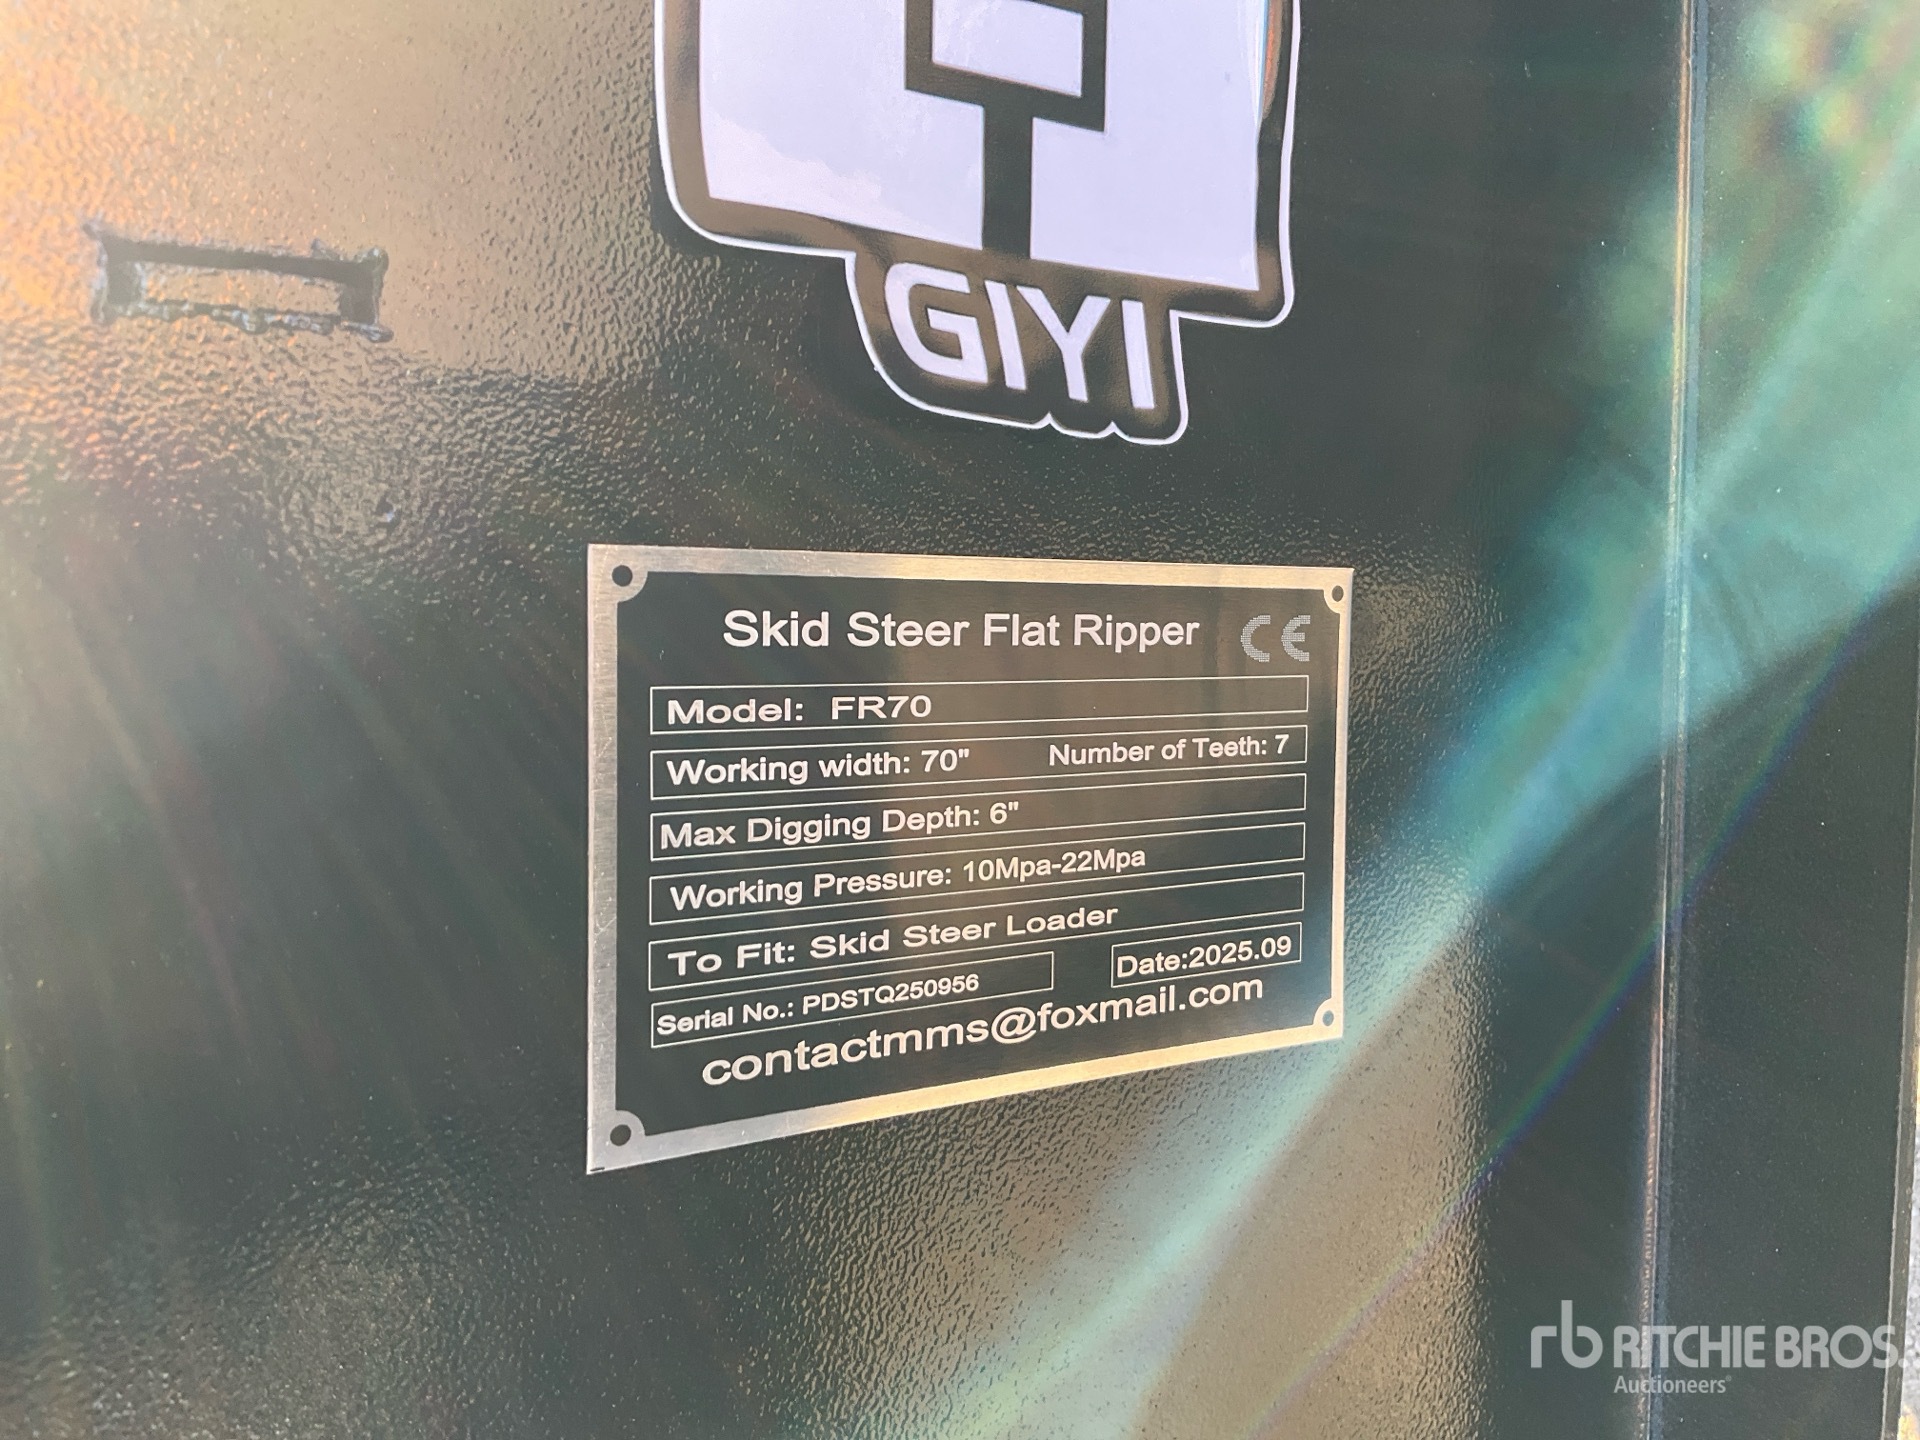 GIYI
Skid Steer Flat Ripper CE
Model: FR70
Working width: 70" Number of Teeth: 7
Max Digging Depth: 6"
Working Pressure: 10Mpa-22Mpa
To Fit: Skid Steer Loader
Serial No.: PDSTQ250956 Date:2025.09
contactmms@foxmail.com
rb RITCHIE BROS.
Auctioneers